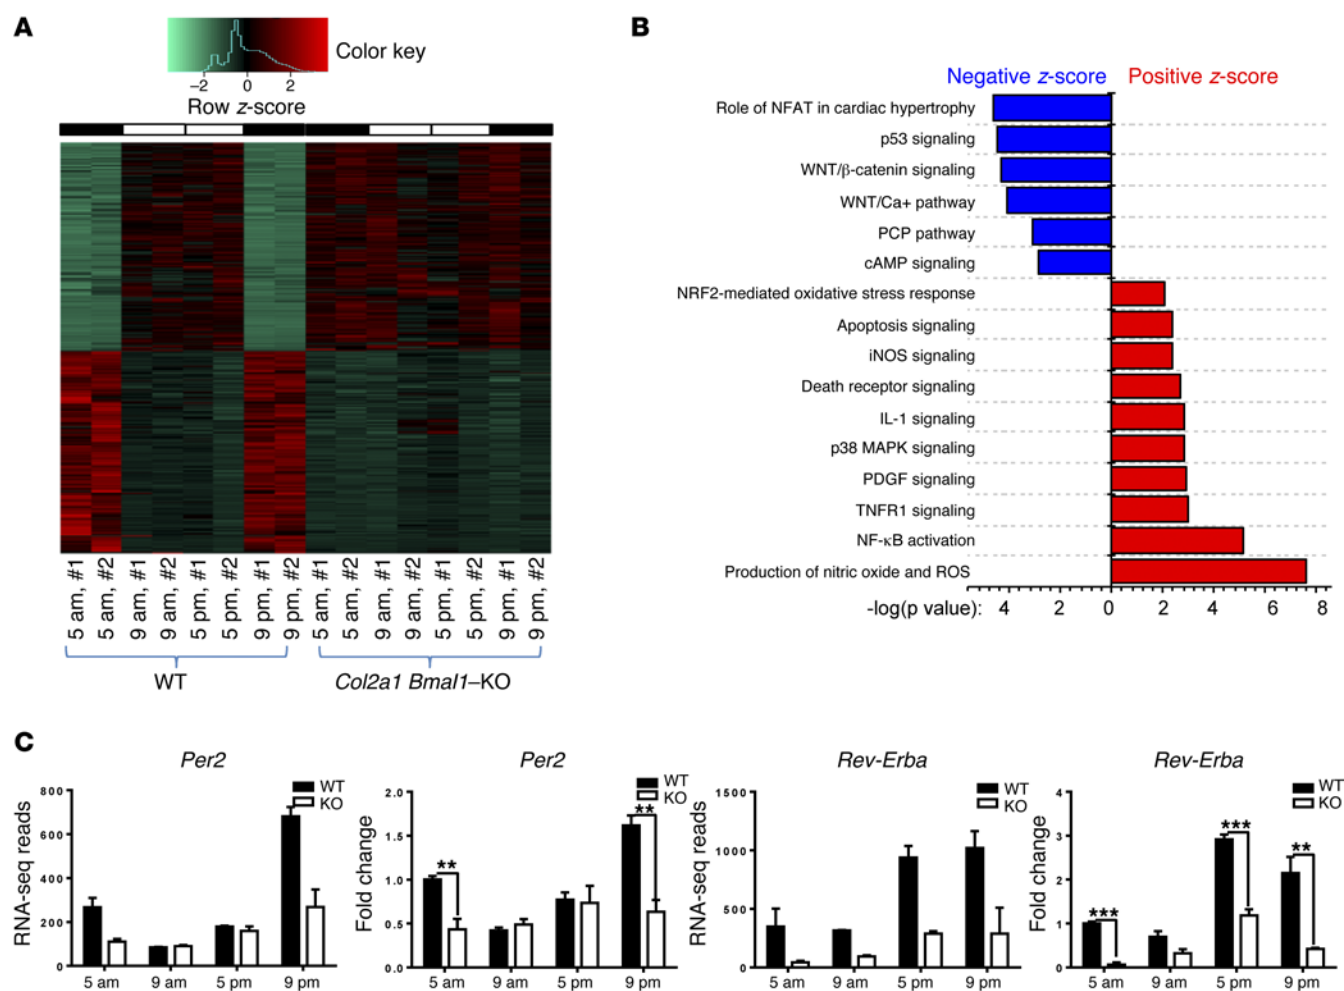 A
Color key
−2 0 2
Row z-score
5 am, #1
5 am, #2
9 am, #1
9 am, #2
5 pm, #1
5 pm, #2
9 pm, #1
9 pm, #2
5 am, #1
5 am, #2
9 am, #1
9 am, #2
5 pm, #1
5 pm, #2
9 pm, #1
9 pm, #2
WT
Col2a1 Bmal1–KO
B
Negative z-score Positive z-score
Role of NFAT in cardiac hypertrophy
p53 signaling
WNT/β-catenin signaling
WNT/Ca+ pathway
PCP pathway
cAMP signaling
NRF2-mediated oxidative stress response
Apoptosis signaling
iNOS signaling
Death receptor signaling
IL-1 signaling
p38 MAPK signaling
PDGF signaling
TNFR1 signaling
NF-κB activation
Production of nitric oxide and ROS
-log(p value): 4 2 0 2 4 6 8
C
Per2
WT
KO
RNA-seq reads
800
600
400
200
0
5 am 9 am 5 pm 9 pm
Per2
WT
KO
Fold change
2.0
1.5
1.0
0.5
0.0
**
**
5 am 9 am 5 pm 9 pm
Rev-Erba
WT
KO
RNA-seq reads
1500
1000
500
0
5 am 9 am 5 pm 9 pm
Rev-Erba
WT
KO
Fold change
4
3
2
1
0
***
***
**
5 am 9 am 5 pm 9 pm